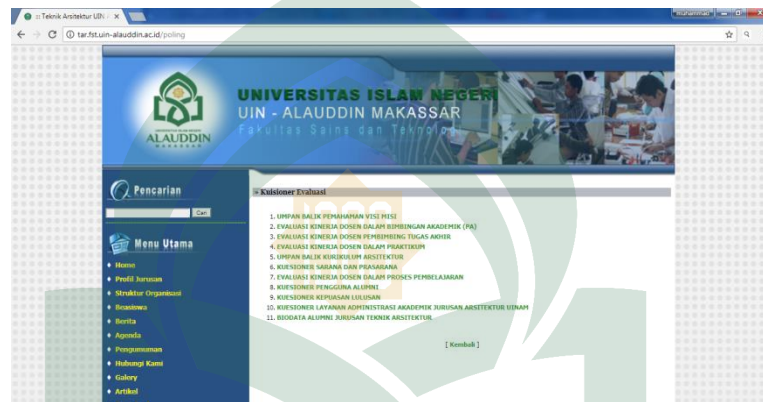 :: Teknik Arsitektur UIN
tar.fst.uin-alauddin.ac.id/poling
UNIVERSITAS ISLAM NEGERI
UIN - ALAUDDIN MAKASSAR
Fakultas Sains dan Teknologi
ALAUDDIN
MAKASSAR
Pencarian
Cari
Menu Utama
Home
Profil Jurusan
Struktur Organisasi
Beasiswa
Berita
Agenda
Pengumuman
Hubungi Kami
Galery
Artikel
» Kuisioner Evaluasi
1. UMPAN BALIK PEMAHAMAN VISI MISI
2. EVALUASI KINERJA DOSEN DALAM BIMBINGAN AKADEMIK (PA)
3. EVALUASI KINERJA DOSEN PEMBIMBING TUGAS AKHIR
4. EVALUASI KINERJA DOSEN DALAM PRAKTIKUM
5. UMPAN BALIK KURIKULUM ARSITEKTUR
6. KUESIONER SARANA DAN PRASARANA
7. EVALUASI KINERJA DOSEN DALAM PROSES PEMBELAJARAN
8. KUESIONER PENGGUNA ALUMNI
9. KUESIONER KEPUASAN LULUSAN
10. KUESIONER LAYANAN ADMINISTRASI AKADEMIK JURUSAN ARSITEKTUR UINAM
11. BIODATA ALUMNI JURUSAN TEKNIK ARSITEKTUR
[ Kembali ]